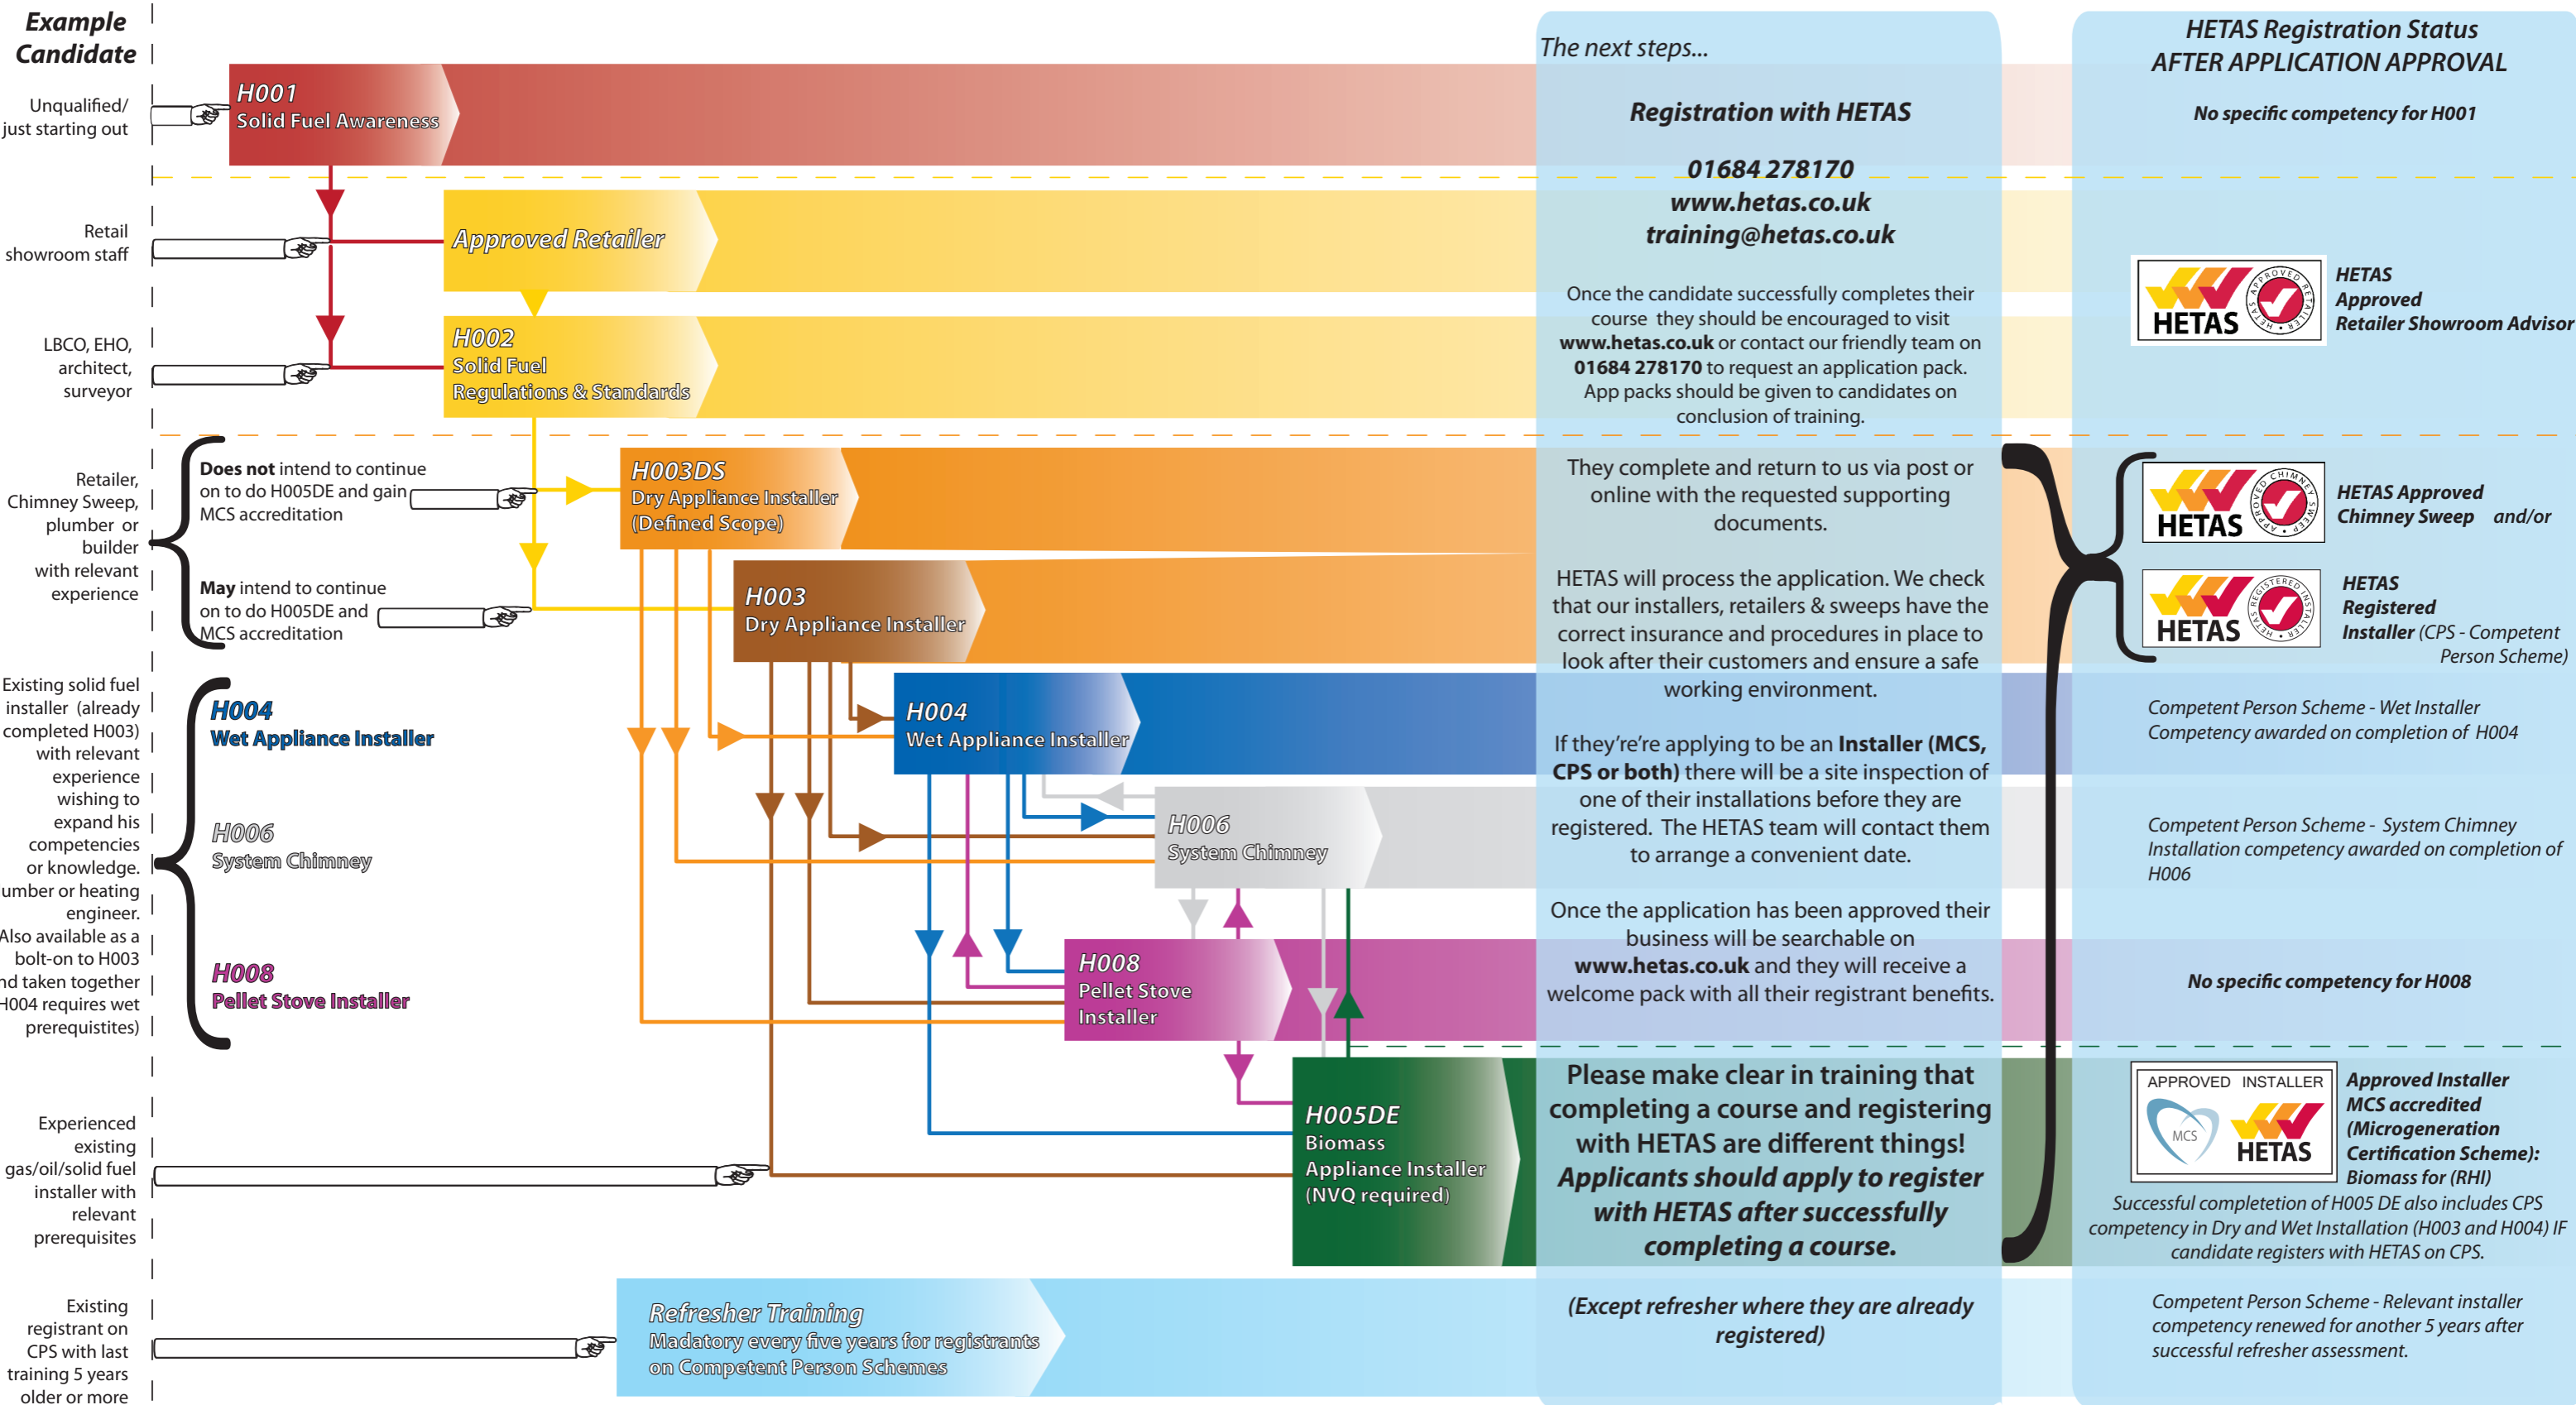 Example
Candidate
Unqualified/
just starting out
Retail
showroom staff
LBCO, EHO,
architect,
surveyor
Retailer,
Chimney Sweep,
plumber or
builder
with relevant
experience
Does not intend to continue
on to do H005DE and gain
MCS accreditation
May intend to continue
on to do H005DE and
MCS accreditation
Existing solid fuel
installer (already
completed H003)
with relevant
experience
wishing to
expand his
competencies
or knowledge.
umber or heating
engineer.
Also available as a
bolt-on to H003
nd taken together
H004 requires wet
prerequistites)
H004
Wet Appliance Installer
H006
System Chimney
H008
Pellet Stove Installer
Experienced
existing
gas/oil/solid fuel
installer with
relevant
prerequisites
Existing
registrant on
CPS with last
training 5 years
older or more
H001
Solid Fuel Awareness
Approved Retailer
H002
Solid Fuel
Regulations & Standards
H003DS
Dry Appliance Installer
(Defined Scope)
H003
Dry Appliance Installer
H004
Wet Appliance Installer
H006
System Chimney
H008
Pellet Stove
Installer
H005DE
Biomass
Appliance Installer
(NVQ required)
Refresher Training
Madatory every five years for registrants
on Competent Person Schemes
The next steps...
Registration with HETAS
01684 278170
www.hetas.co.uk
training@hetas.co.uk
Once the candidate successfully completes their
course they should be encouraged to visit
www.hetas.co.uk or contact our friendly team on
01684 278170 to request an application pack.
App packs should be given to candidates on
conclusion of training.
They complete and return to us via post or
online with the requested supporting
documents.
HETAS will process the application. We check
that our installers, retailers & sweeps have the
correct insurance and procedures in place to
look after their customers and ensure a safe
working environment.
If they're're applying to be an Installer (MCS,
CPS or both) there will be a site inspection of
one of their installations before they are
registered. The HETAS team will contact them
to arrange a convenient date.
Once the application has been approved their
business will be searchable on
www.hetas.co.uk and they will receive a
welcome pack with all their registrant benefits.
Please make clear in training that
completing a course and registering
with HETAS are different things!
Applicants should apply to register
with HETAS after successfully
completing a course.
(Except refresher where they are already
registered)
HETAS Registration Status
AFTER APPLICATION APPROVAL
No specific competency for H001
HETAS
HETAS APPROVED RETAILER
HETAS
Approved
Retailer Showroom Advisor
HETAS
APPROVED CHIMNEY SWEEP
HETAS Approved
Chimney Sweep and/or
HETAS
HETAS REGISTERED INSTALLER
HETAS
Registered
Installer (CPS - Competent
Person Scheme)
Competent Person Scheme - Wet Installer
Competency awarded on completion of H004
Competent Person Scheme - System Chimney
Installation competency awarded on completion of
H006
No specific competency for H008
APPROVED INSTALLER
MCS
HETAS
Approved Installer
MCS accredited
(Microgeneration
Certification Scheme):
Biomass for (RHI)
Successful completetion of H005 DE also includes CPS
competency in Dry and Wet Installation (H003 and H004) IF
candidate registers with HETAS on CPS.
Competent Person Scheme - Relevant installer
competency renewed for another 5 years after
successful refresher assessment.